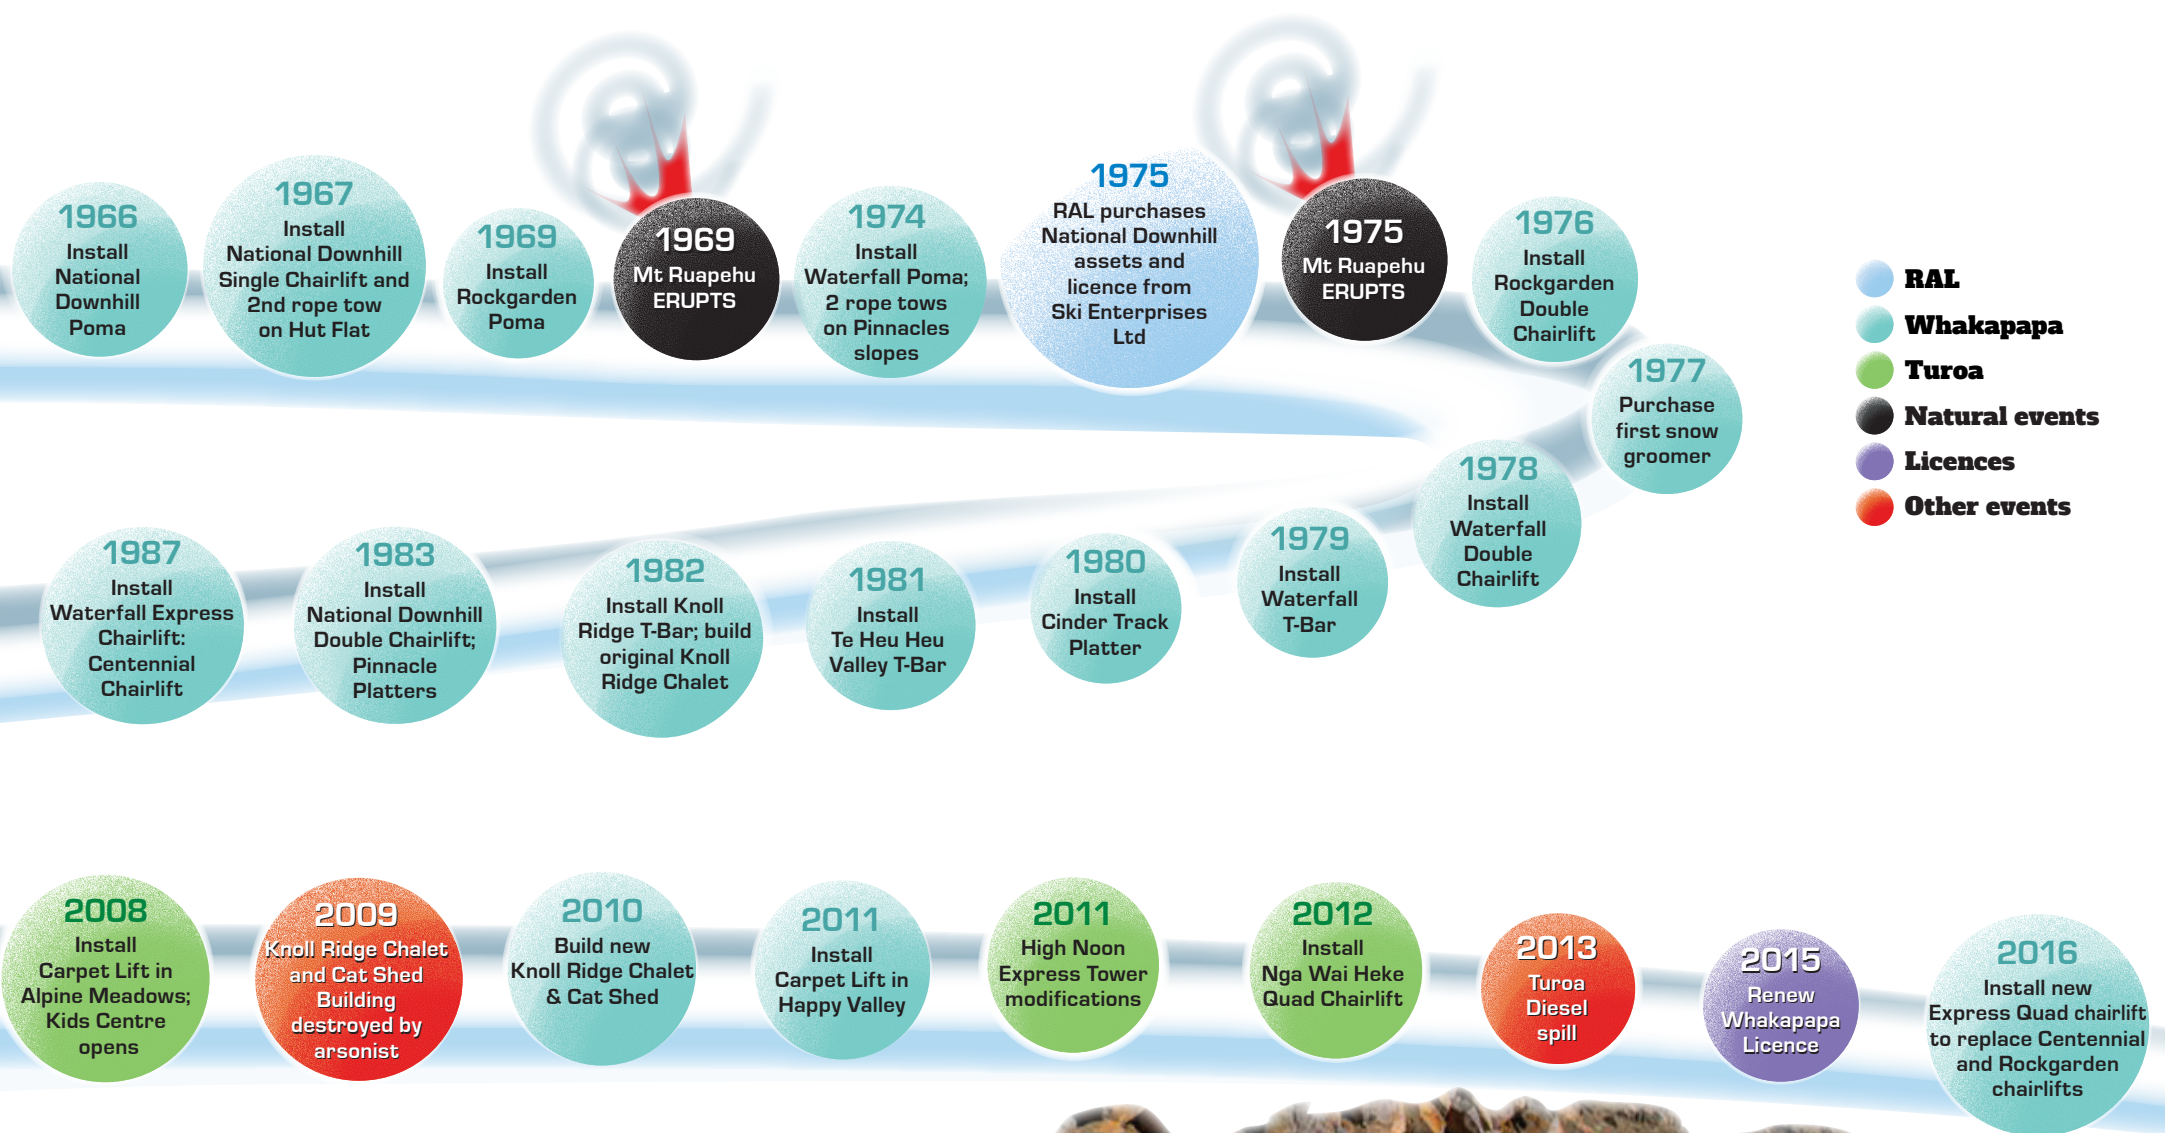 1966
Install
National
Downhill
Poma
1967
Install
National Downhill
Single Chairlift and
2nd rope tow
on Hut Flat
1969
Install
Rockgarden
Poma
1969
Mt Ruapehu
ERUPTS
1974
Install
Waterfall Poma;
2 rope tows
on Pinnacles
slopes
1975
RAL purchases
National Downhill
assets and
licence from
Ski Enterprises
Ltd
1975
Mt Ruapehu
ERUPTS
1976
Install
Rockgarden
Double
Chairlift
1977
Purchase
first snow
groomer
1978
Install
Waterfall
Double
Chairlift
1979
Install
Waterfall
T-Bar
1980
Install
Cinder Track
Platter
1981
Install
Te Heu Heu
Valley T-Bar
1982
Install Knoll
Ridge T-Bar; build
original Knoll
Ridge Chalet
1983
Install
National Downhill
Double Chairlift;
Pinnacle
Platters
1987
Install
Waterfall Express
Chairlift:
Centennial
Chairlift
RAL
Whakapapa
Turoa
Natural events
Licences
Other events
2008
Install
Carpet Lift in
Alpine Meadows;
Kids Centre
opens
2009
Knoll Ridge Chalet
and Cat Shed
Building
destroyed by
arsonist
2010
Build new
Knoll Ridge Chalet
& Cat Shed
2011
Install
Carpet Lift in
Happy Valley
2011
High Noon
Express Tower
modifications
2012
Install
Nga Wai Heke
Quad Chairlift
2013
Turoa
Diesel
spill
2015
Renew
Whakapapa
Licence
2016
Install new
Express Quad chairlift
to replace Centennial
and Rockgarden
chairlifts